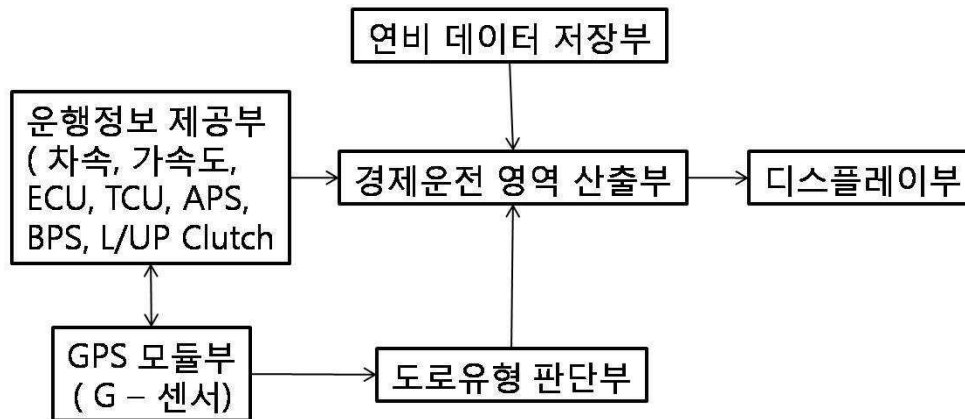 연비 데이터 저장부
운행정보 제공부
( 차속, 가속도,
ECU, TCU, APS,
BPS, L/UP Clutch
경제운전 영역 산출부
디스플레이부
GPS 모듈부
( G – 센서)
도로유형 판단부